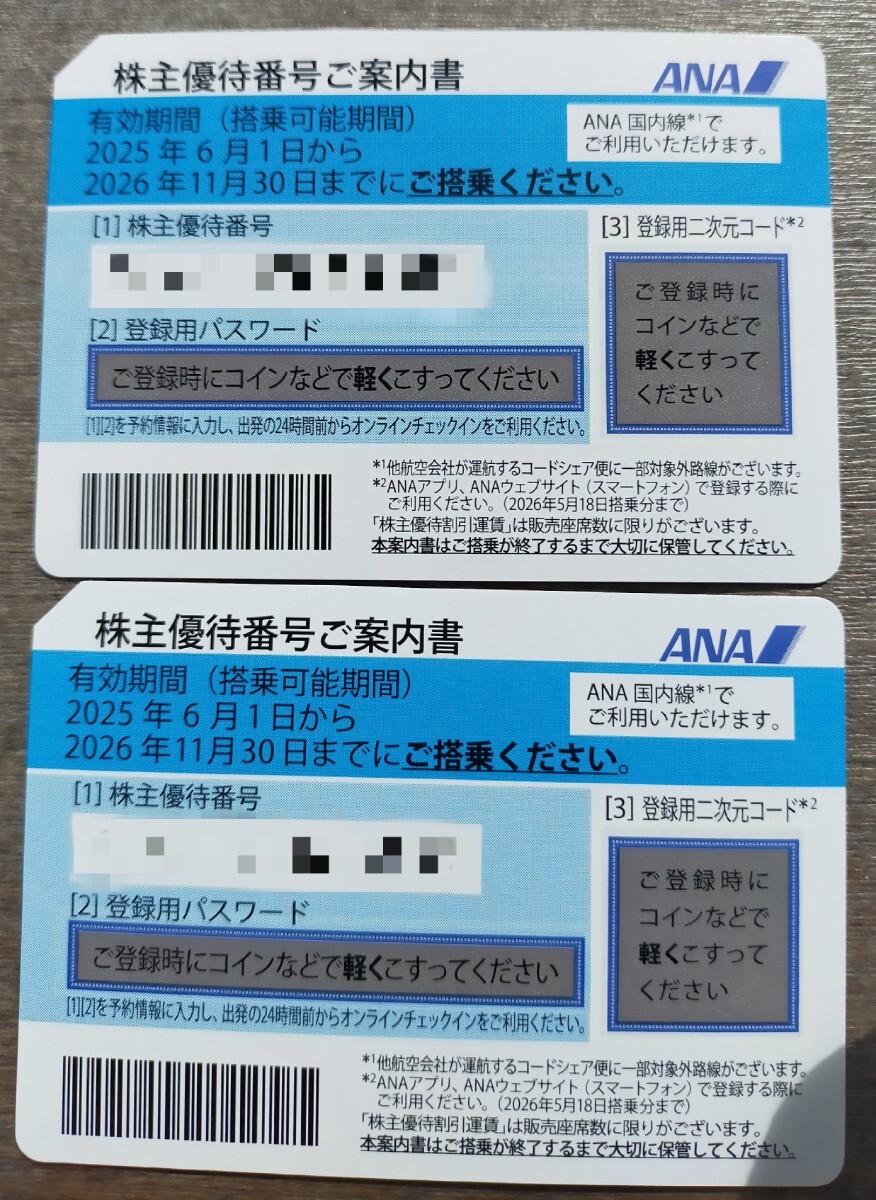 株主優待番号ご案内書
ANA
有効期間（搭乗可能期間）
2025年6月1日から
2026年11月30日までにご搭乗ください。
ANA 国内線*1で
ご利用いただけます。
[1] 株主優待番号
[2] 登録用パスワード
ご登録時にコインなどで軽くこすってください
[1][2]を予約情報に入力し、出発の24時間前からオンラインチェックインをご利用ください。
[3] 登録用二次元コード*2
ご登録時に
コインなどで
軽くこすって
ください
*1他航空会社が運航するコードシェア便に一部対象外路線がございます。
*2ANAアプリ、ANAウェブサイト（スマートフォン）で登録する際に
ご利用ください。（2026年5月18日搭乗分まで）
「株主優待割引運賃」は販売座席数に限りがございます。
本案内書はご搭乗が終了するまで大切に保管してください。
株主優待番号ご案内書
ANA
有効期間（搭乗可能期間）
2025年6月1日から
2026年11月30日までにご搭乗ください。
ANA 国内線*1で
ご利用いただけます。
[1] 株主優待番号
[2] 登録用パスワード
ご登録時にコインなどで軽くこすってください
[1][2]を予約情報に入力し、出発の24時間前からオンラインチェックインをご利用ください。
[3] 登録用二次元コード*2
ご登録時に
コインなどで
軽くこすって
ください
*1他航空会社が運航するコードシェア便に一部対象外路線がございます。
*2ANAアプリ、ANAウェブサイト（スマートフォン）で登録する際に
ご利用ください。（2026年5月18日搭乗分まで）
「株主優待割引運賃」は販売座席数に限りがございます。
本案内書はご搭乗が終了するまで大切に保管してください。